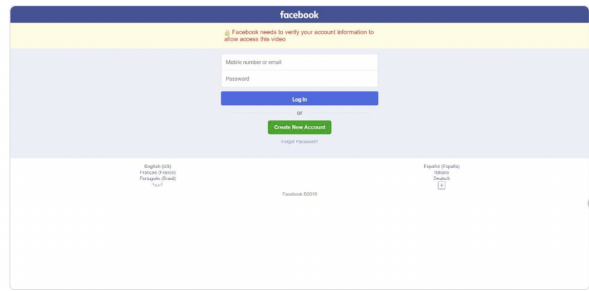 facebook
Facebook needs to verify your account information to
allow access this video
Mobile number or email
Password
Log In
or
Create New Account
Forgot Password?
English (US)
Français (France)
Português (Brasil)
Español (España)
Italiano
Deutsch
+
Facebook ©2019